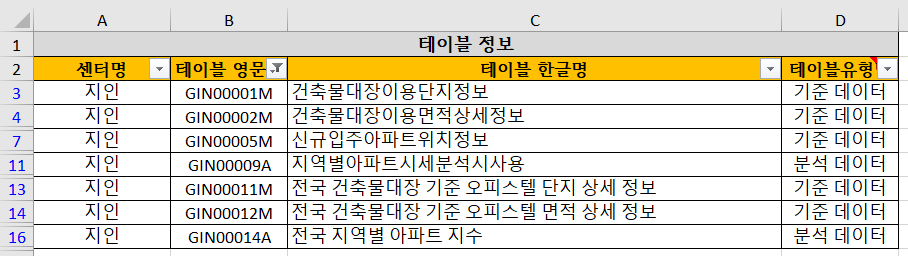 A B C D
1 테이블 정보
2 센터명 테이블 영문 테이블 한글명 테이블유형
3 지인 GIN00001M 건축물대장이용단지정보 기준 데이터
4 지인 GIN00002M 건축물대장이용면적상세정보 기준 데이터
7 지인 GIN00005M 신규입주아파트위치정보 기준 데이터
11 지인 GIN00009A 지역별아파트시세분석시사용 분석 데이터
13 지인 GIN00011M 전국 건축물대장 기준 오피스텔 단지 상세 정보 기준 데이터
14 지인 GIN00012M 전국 건축물대장 기준 오피스텔 면적 상세 정보 기준 데이터
16 지인 GIN00014A 전국 지역별 아파트 지수 분석 데이터